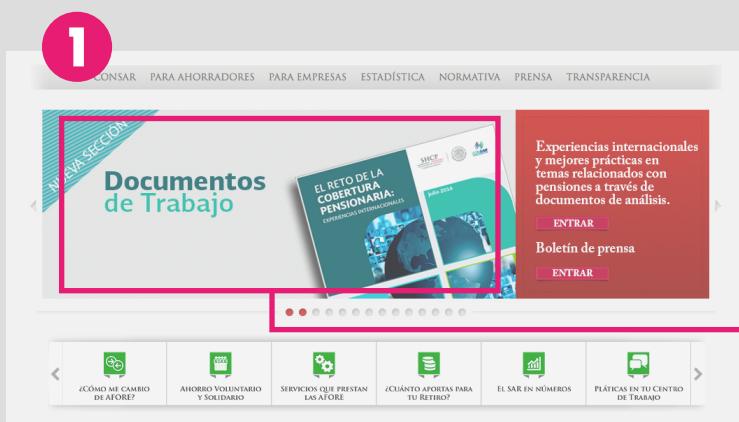 1
CONSAR PARA AHORRADORES PARA EMPRESAS ESTADÍSTICA NORMATIVA PRENSA TRANSPARENCIA
NUEVA SECCIÓN
Documentos
de Trabajo
SHCP
EL RETO DE LA
COBERTURA
PENSIONARIA:
EXPERIENCIAS INTERNACIONALES
julio 2016
Experiencias internacionales
y mejores prácticas en
temas relacionados con
pensiones a través de
documentos de análisis.
ENTRAR
Boletín de prensa
ENTRAR
¿CÓMO ME CAMBIO
DE AFORE?
AHORRO VOLUNTARIO
Y SOLIDARIO
SERVICIOS QUE PRESTAN
LAS AFORE
¿CUÁNTO APORTAS PARA
TU RETIRO?
EL SAR EN NÚMEROS
PLÁTICAS EN TU CENTRO
DE TRABAJO